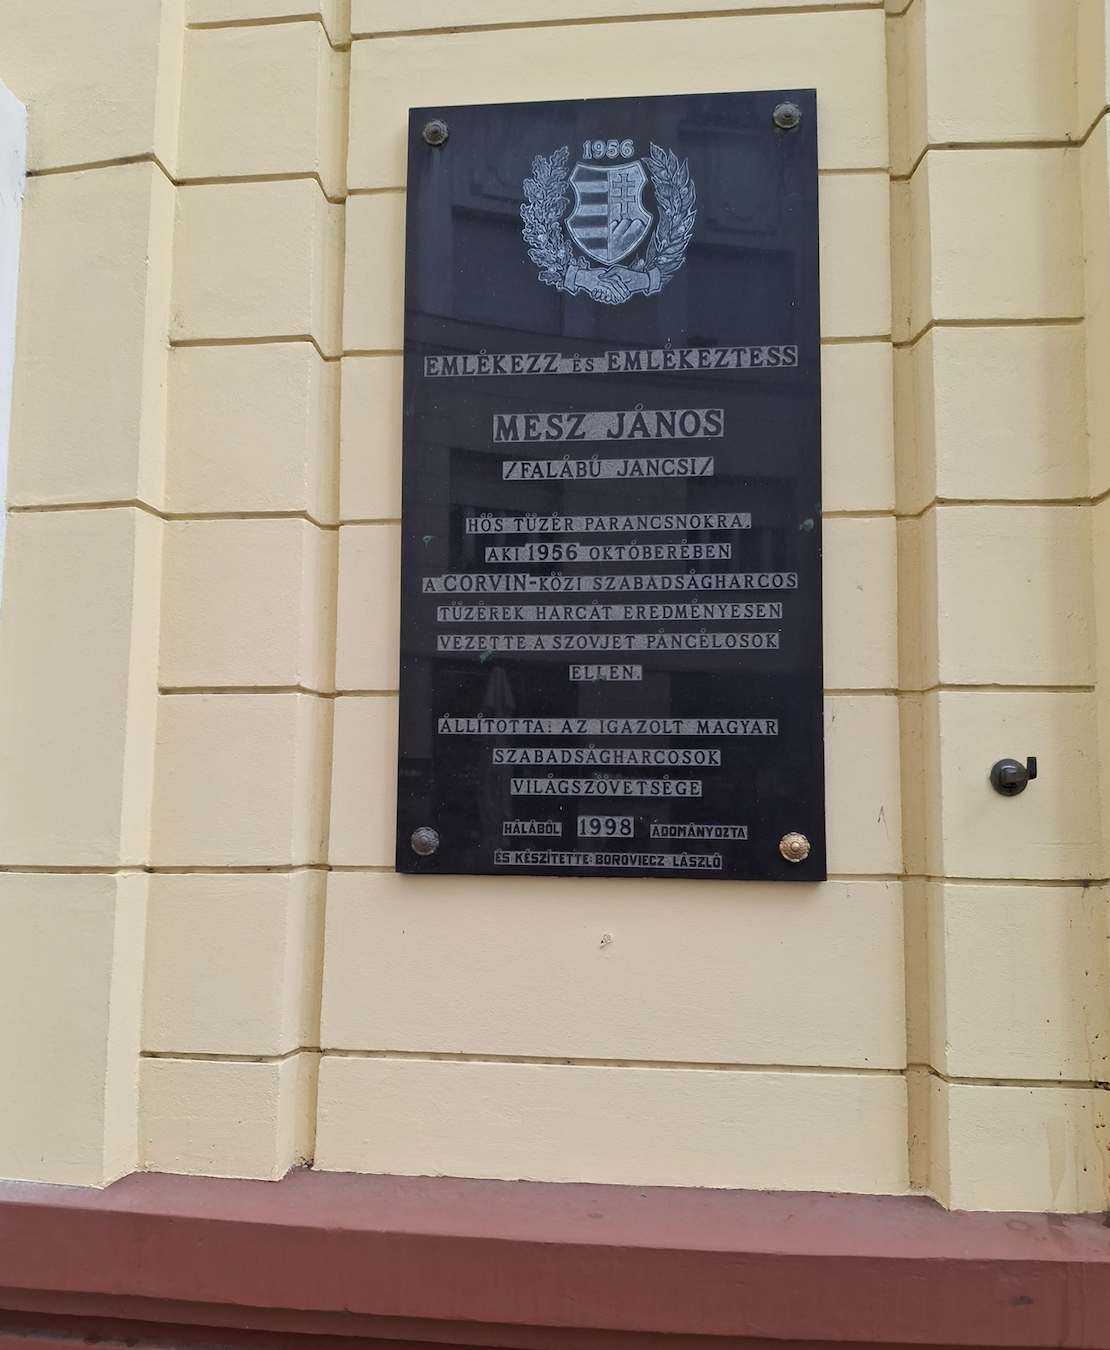 1956
EMLÉKEZZ ÉS EMLÉKEZTESS
MESZ JÁNOS
/FALÁBÚ JANCSI/
HŐS TÜZÉR PARANCSNOKRA,
AKI 1956 OKTÓBERÉBEN
A CORVIN-KÖZI SZABADSÁGHARCOS
TÜZÉREK HARCÁT EREDMÉNYESEN
VEZETTE A SZOVJET PÁNCÉLOSOK
ELLEN.
ÁLLÍTOTTA: AZ IGAZOLT MAGYAR
SZABADSÁGHARCOSOK
VILÁGSZÖVETSÉGE
HÁLÁBÓL 1998 ADOMÁNYOZTA
ÉS KÉSZÍTETTE: BOROVIECZ LÁSZLÓ